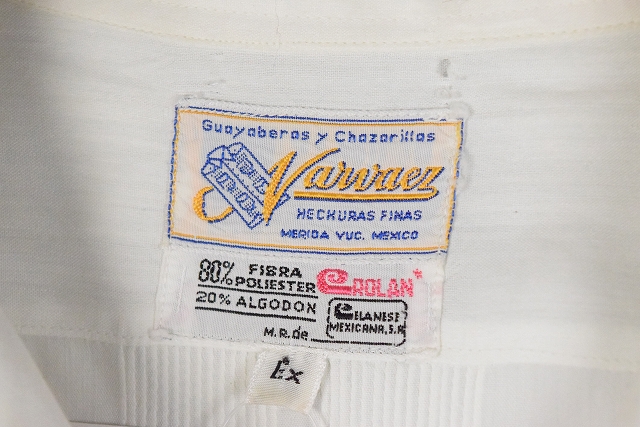 Guayaberas y Chazarillas
Narvaez
HECHURAS FINAS
MERIDA YUC. MEXICO
80% FIBRA POLIESTER
CROLAN*
20% ALGODON
CELANESE
MEXICANA, S.A.
M.R. de
Ex